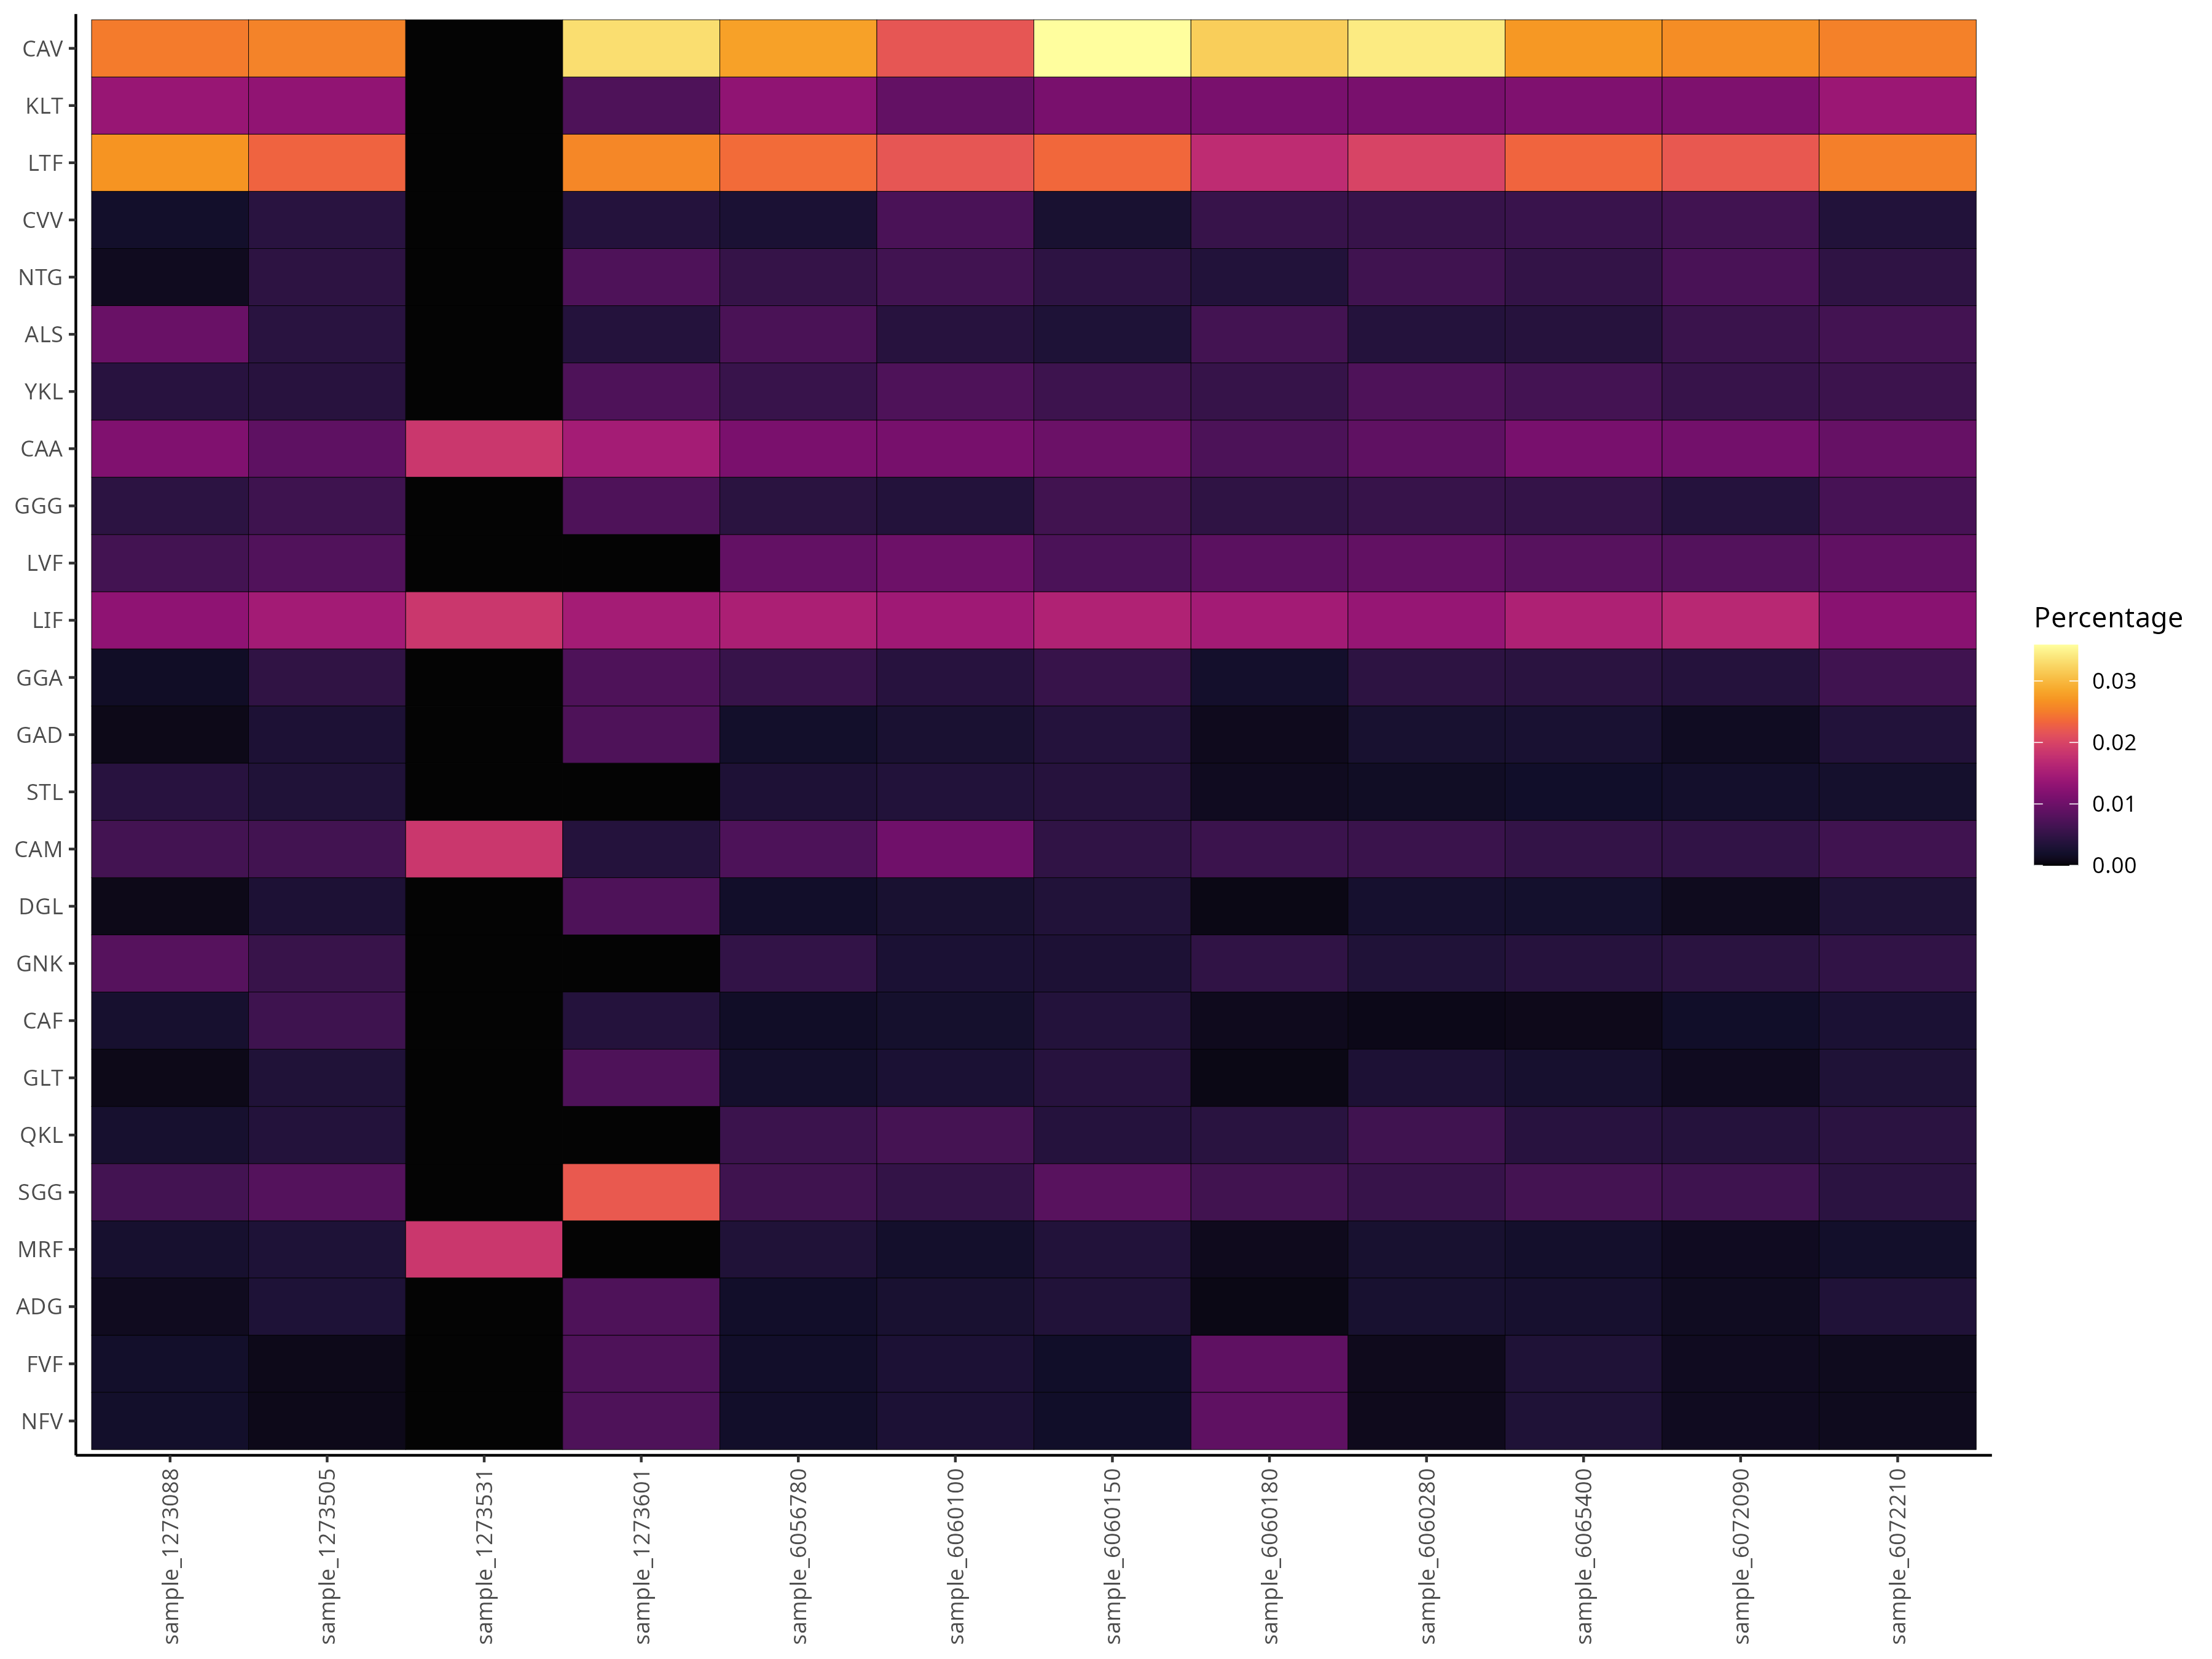 CAV
KLT
LTF
CVV
NTG
ALS
YKL
CAA
GGG
LVF
LIF
GGA
GAD
STL
CAM
DGL
GNK
CAF
GLT
QKL
SGG
MRF
ADG
FVF
NFV
sample_1273088
sample_1273505
sample_1273531
sample_1273601
sample_6056780
sample_6060100
sample_6060150
sample_6060180
sample_6060280
sample_6065400
sample_6072090
sample_6072210
Percentage
0.03
0.02
0.01
0.00